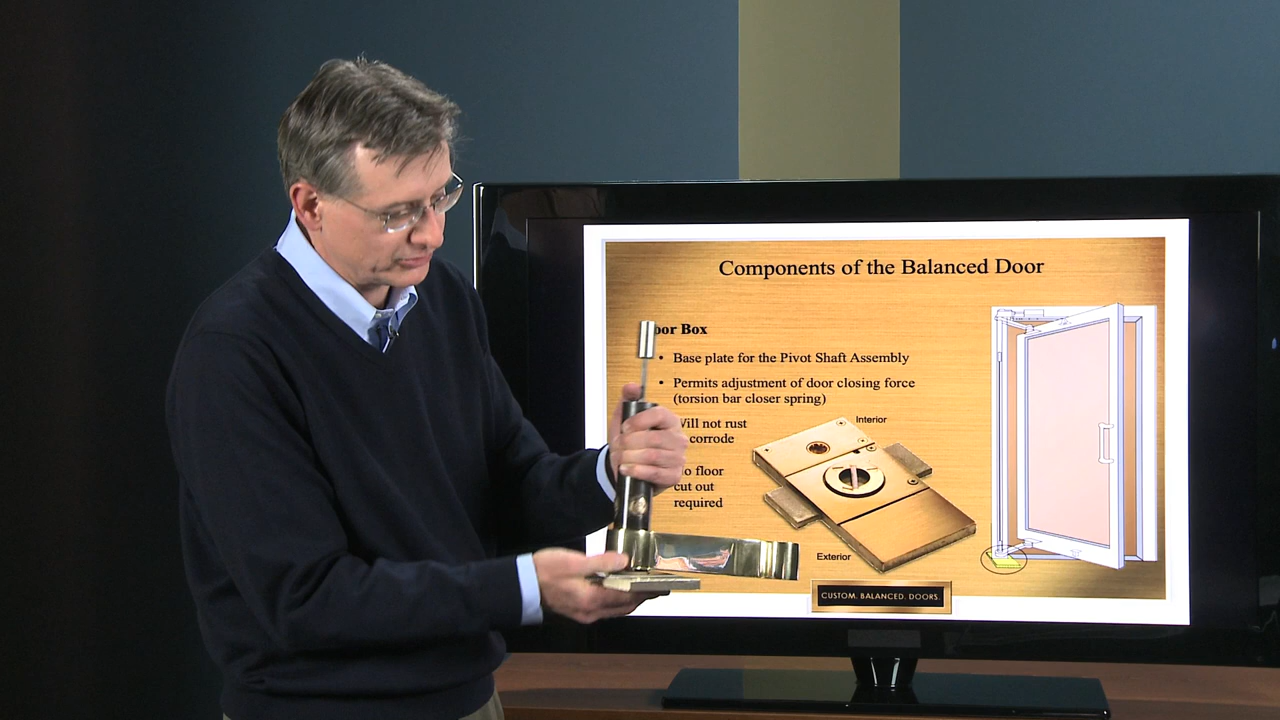 Components of the Balanced Door
oor Box
• Base plate for the Pivot Shaft Assembly
• Permits adjustment of door closing force
(torsion bar closer spring)
Will not rust
corrode
Interior
o floor
cut out
required
Exterior
CUSTOM. BALANCED. DOORS.